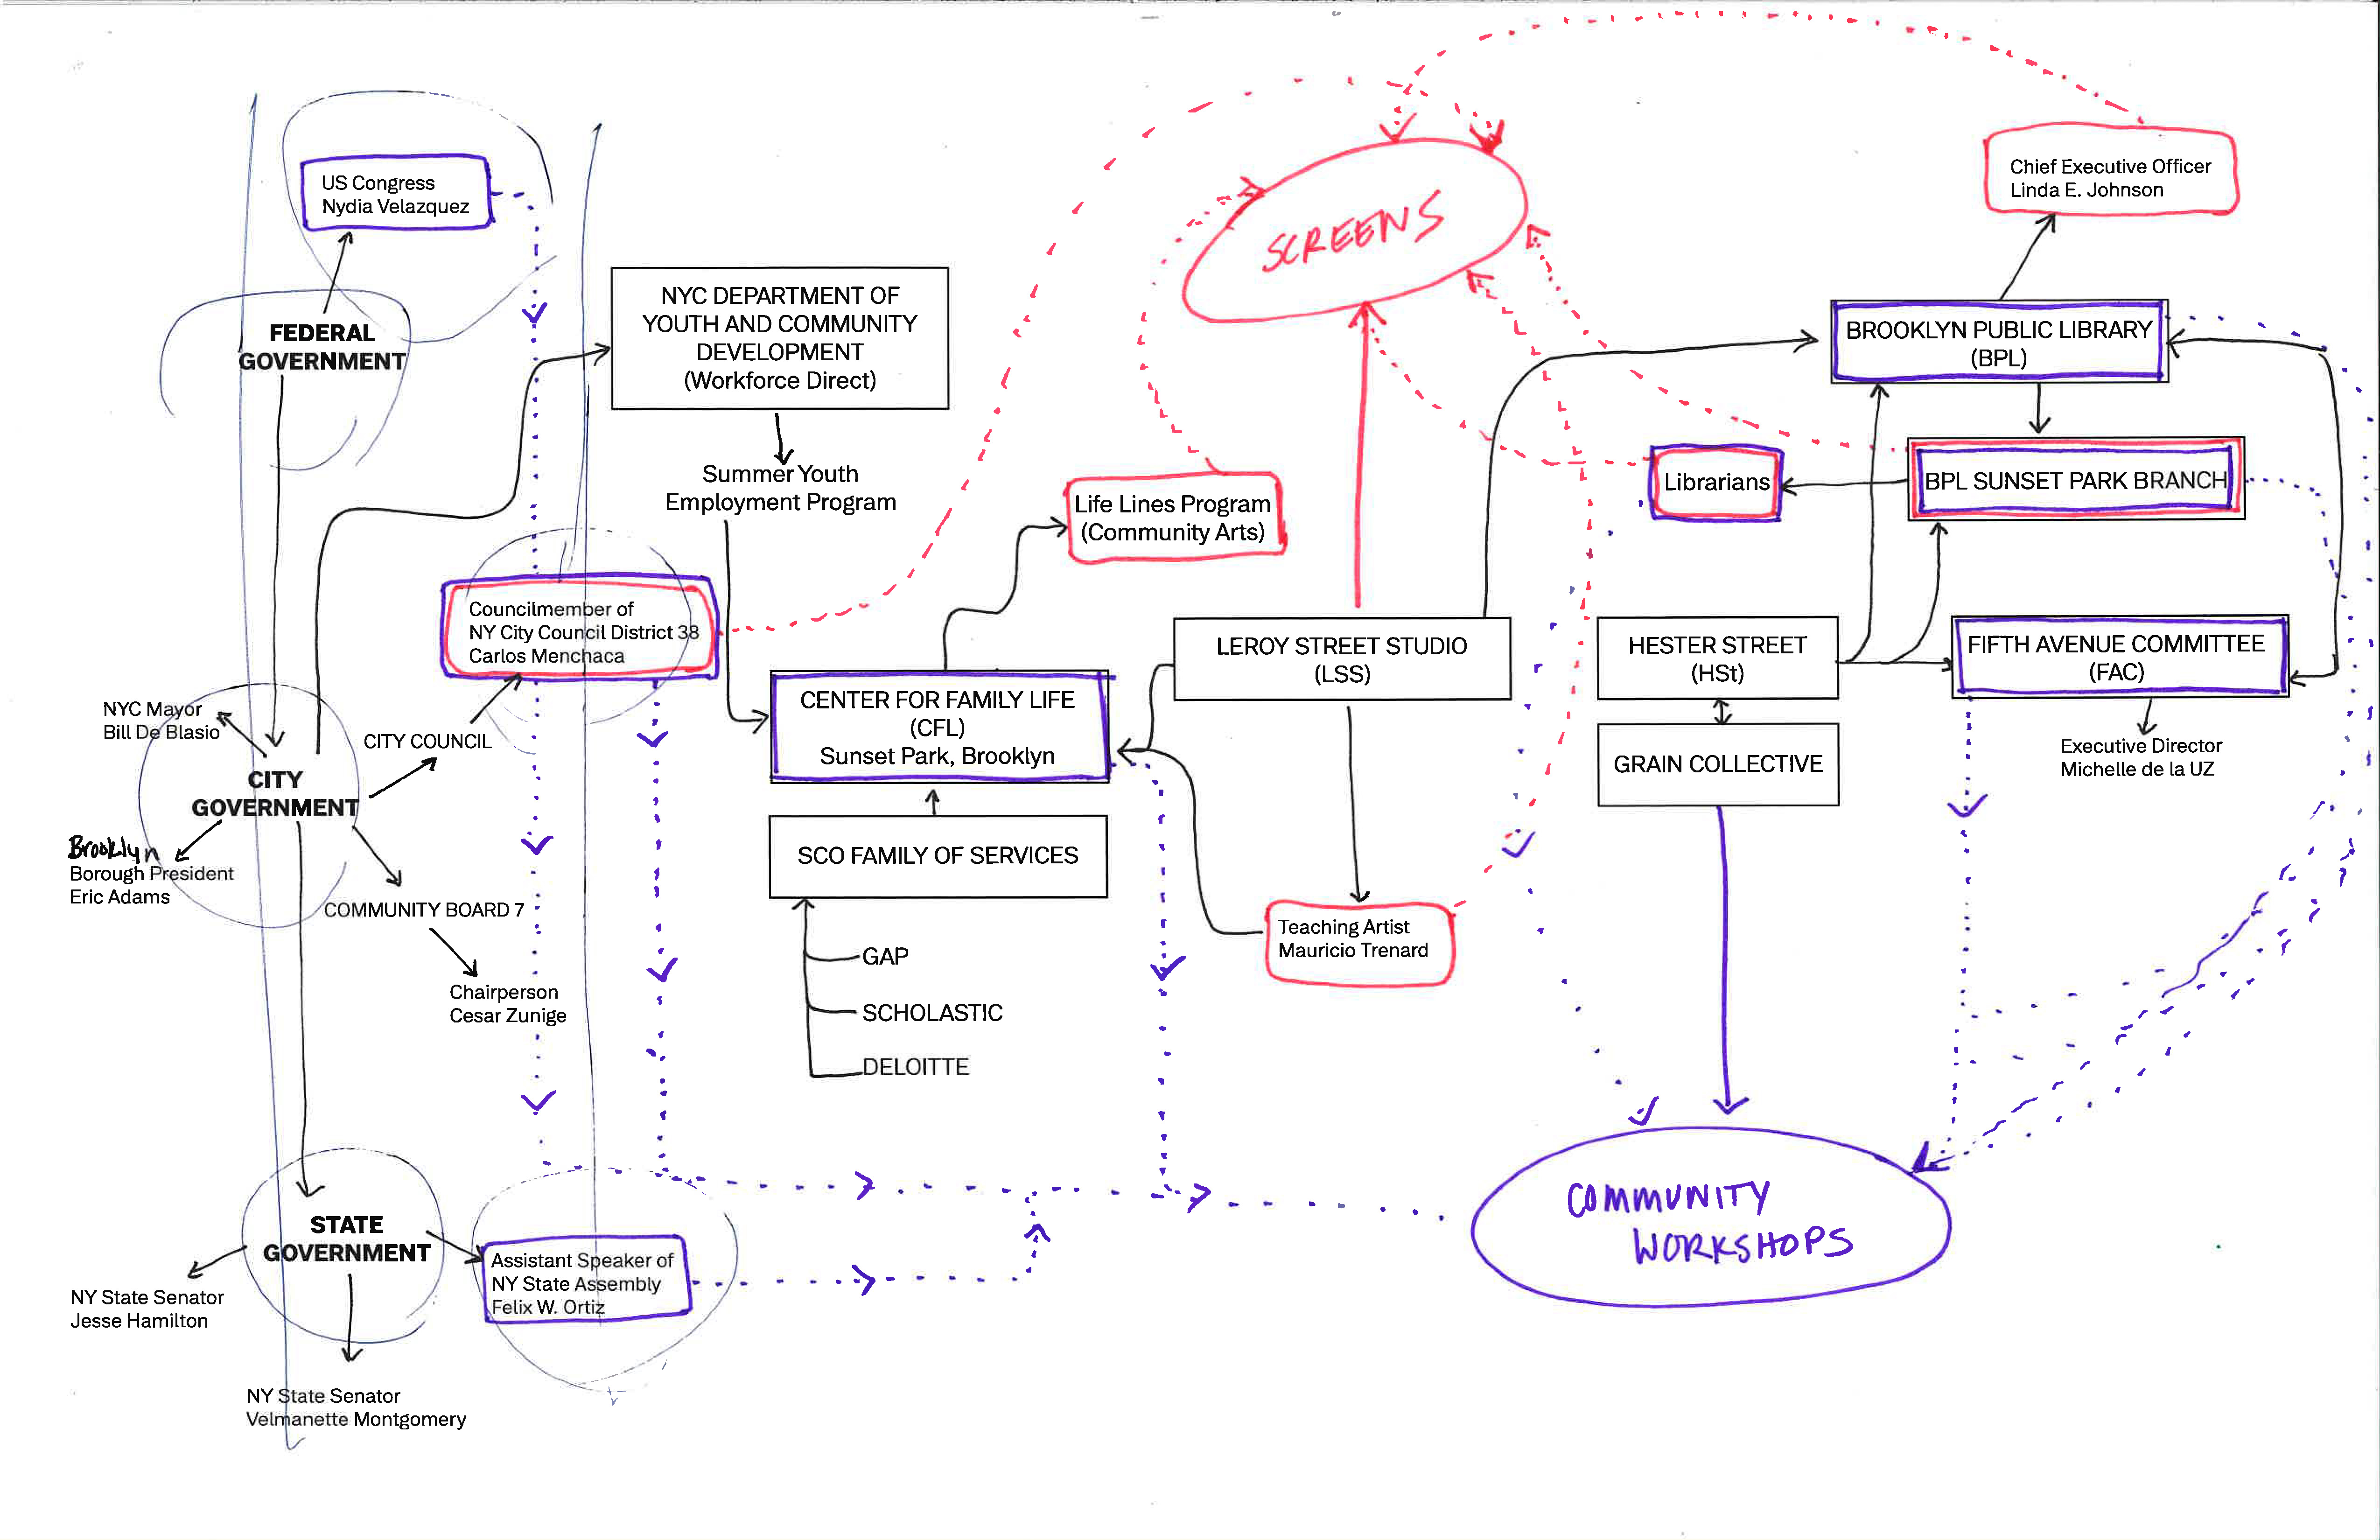 US Congress
Nydia Velazquez
FEDERAL
GOVERNMENT
NYC Mayor
Bill De Blasio
CITY
GOVERNMENT
Brooklyn
Borough President
Eric Adams
CITY COUNCIL
COMMUNITY BOARD 7
Chairperson
Cesar Zunige
STATE
GOVERNMENT
NY State Senator
Jesse Hamilton
NY State Senator
Velmanette Montgomery
Councilmember of
NY City Council District 38
Carlos Menchaca
Assistant Speaker of
NY State Assembly
Felix W. Ortiz
NYC DEPARTMENT OF
YOUTH AND COMMUNITY
DEVELOPMENT
(Workforce Direct)
Summer Youth
Employment Program
CENTER FOR FAMILY LIFE
(CFL)
Sunset Park, Brooklyn
SCO FAMILY OF SERVICES
GAP
SCHOLASTIC
DELOITTE
Life Lines Program
(Community Arts)
SCREENS
LEROY STREET STUDIO
(LSS)
Teaching Artist
Mauricio Trenard
Chief Executive Officer
Linda E. Johnson
BROOKLYN PUBLIC LIBRARY
(BPL)
Librarians
BPL SUNSET PARK BRANCH
HESTER STREET
(HSt)
GRAIN COLLECTIVE
FIFTH AVENUE COMMITTEE
(FAC)
Executive Director
Michelle de la UZ
COMMUNITY
WORKSHOPS